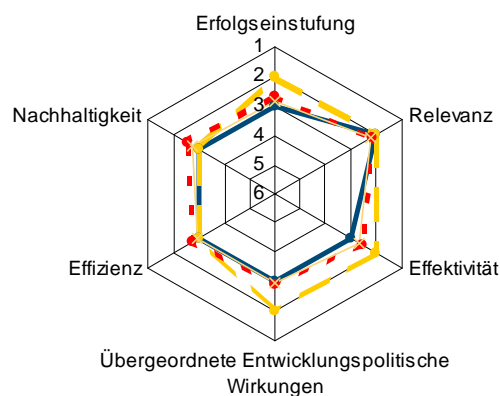 Erfolgseinstufung
1
2
3
4
5
6
Nachhaltigkeit
Relevanz
Effizienz
Effektivität
Übergeordnete Entwicklungspolitische
Wirkungen